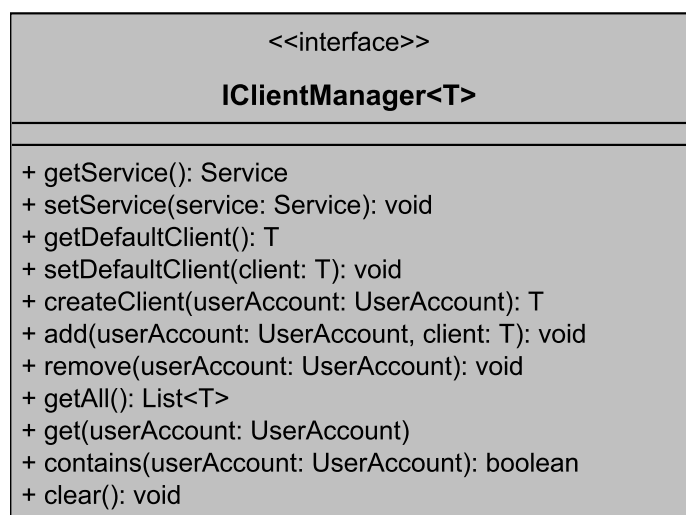 <<interface>>
IClientManager<T>
+ getService(): Service
+ setService(service: Service): void
+ getDefaultClient(): T
+ setDefaultClient(client: T): void
+ createClient(userAccount: UserAccount): T
+ add(userAccount: UserAccount, client: T): void
+ remove(userAccount: UserAccount): void
+ getAll(): List<T>
+ get(userAccount: UserAccount)
+ contains(userAccount: UserAccount): boolean
+ clear(): void